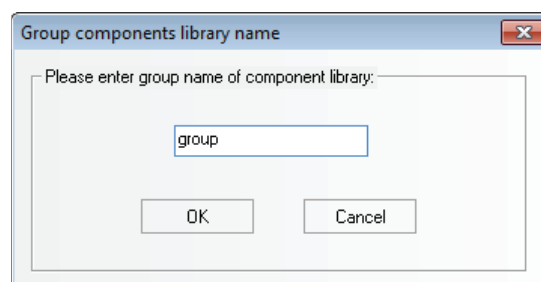 Group components library name
Please enter group name of component library:
group
OK
Cancel